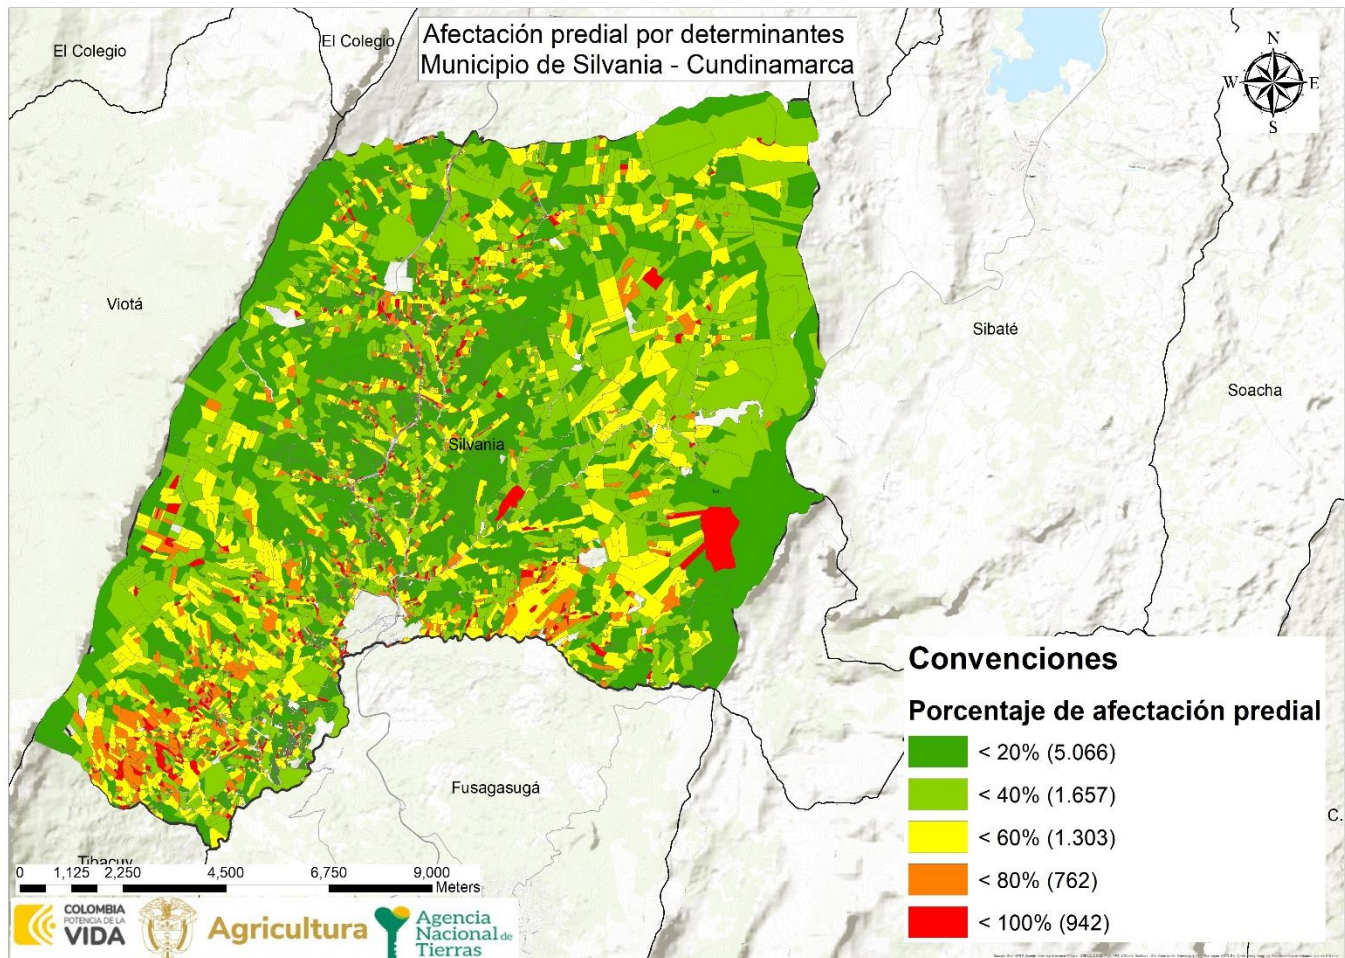 Afectación predial por determinantes
Municipio de Silvania - Cundinamarca
El Colegio
El Colegio
N
W
E
S
Viotá
Sibaté
Soacha
Silvania
Fusagasugá
Tibacuy
C.
Convenciones
Porcentaje de afectación predial
< 20% (5.066)
< 40% (1.657)
< 60% (1.303)
< 80% (762)
< 100% (942)
0 1,125 2,250 4,500 6,750 9,000
Meters
COLOMBIA
POTENCIA DE LA
VIDA
Agricultura
Agencia
Nacional de
Tierras